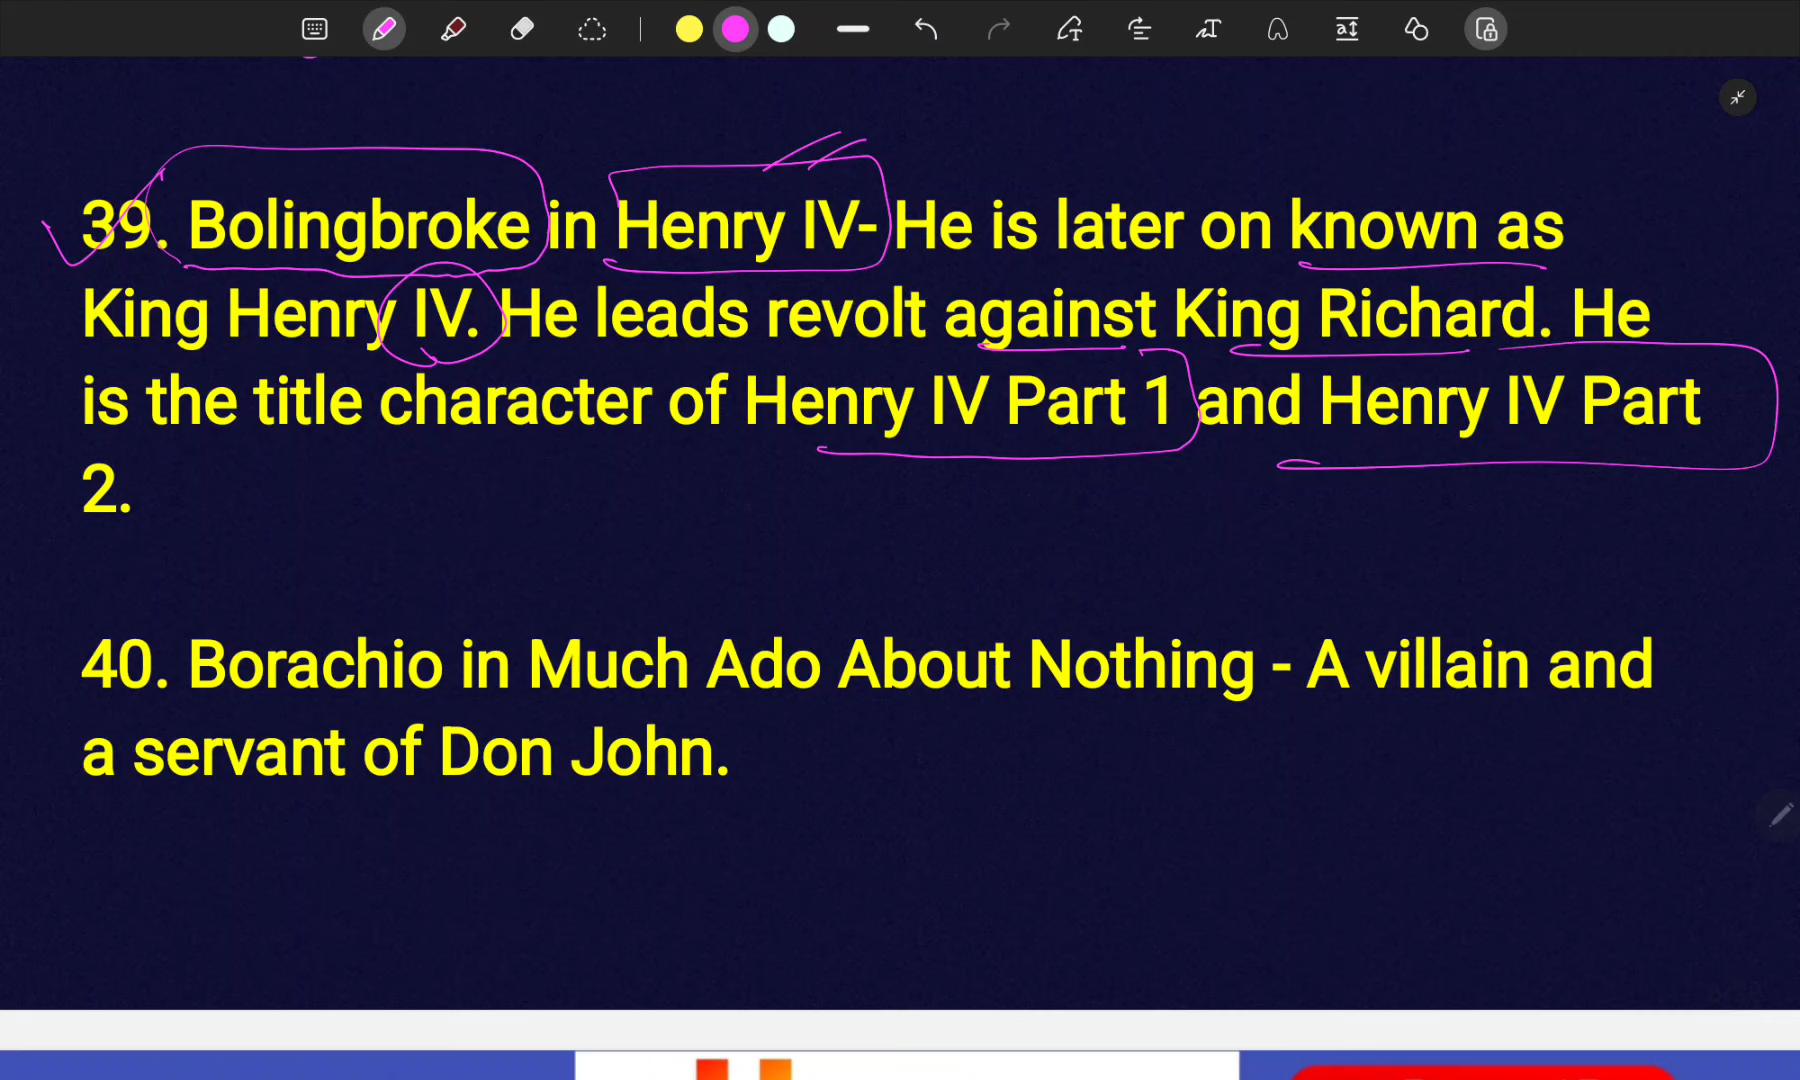 39. Bolingbroke in Henry IV- He is later on known as
King Henry IV. He leads revolt against King Richard. He
is the title character of Henry IV Part 1 and Henry IV Part
2.
40. Borachio in Much Ado About Nothing - A villain and
a servant of Don John.